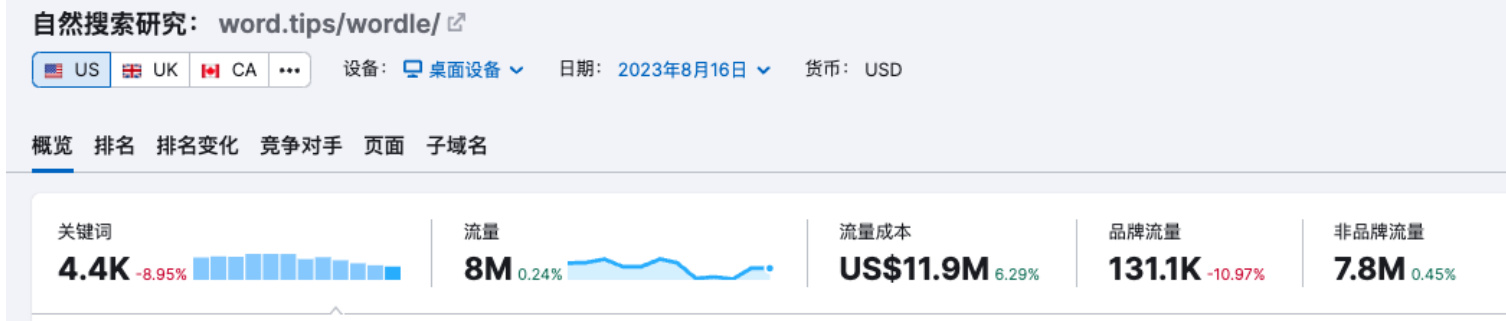 自然搜索研究： word.tips/wordle/
US UK CA ••• 设备： 桌面设备 日期： 2023年8月16日 货币： USD
概览 排名 排名变化 竞争对手 页面 子域名
关键词 流量 流量成本 品牌流量 非品牌流量
4.4K -8.95% 8M 0.24% US$11.9M 6.29% 131.1K -10.97% 7.8M 0.45%